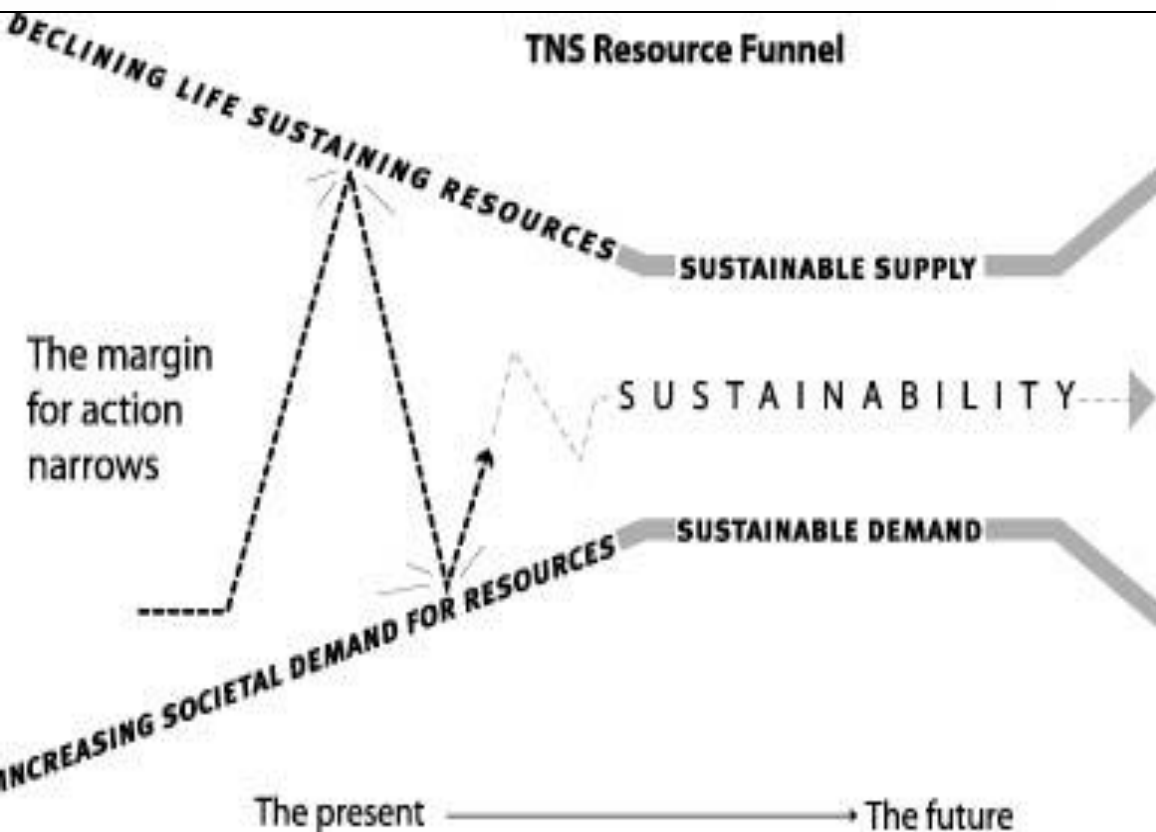 TNS Resource Funnel
DECLINING LIFE SUSTAINING RESOURCES
SUSTAINABLE SUPPLY
The margin
for action
narrows
SUSTAINABILITY
SUSTAINABLE DEMAND
INCREASING SOCIETAL DEMAND FOR RESOURCES
The present
The future